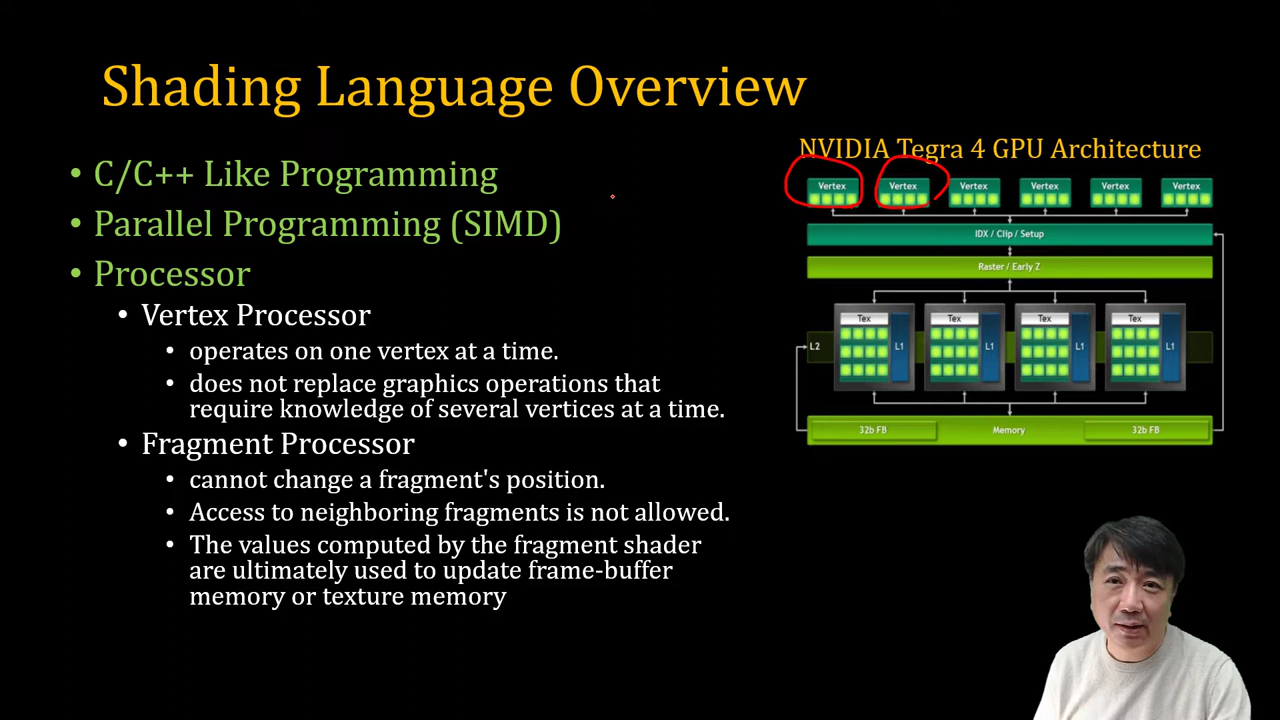 Shading Language Overview
• C/C++ Like Programming
• Parallel Programming (SIMD)
• Processor
• Vertex Processor
• operates on one vertex at a time.
• does not replace graphics operations that
require knowledge of several vertices at a time.
• Fragment Processor
• cannot change a fragment's position.
• Access to neighboring fragments is not allowed.
• The values computed by the fragment shader
are ultimately used to update frame-buffer
memory or texture memory
NVIDIA Tegra 4 GPU Architecture
Vertex Vertex Vertex Vertex Vertex Vertex
IDX / Clip / Setup
Raster / Early Z
Tex Tex Tex Tex
L2 L1 L1 L1 L1
32b FB Memory 32b FB